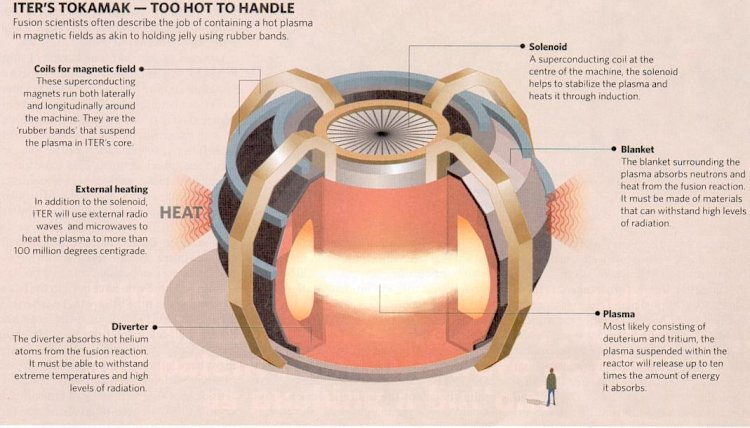 ITER'S TOKAMAK — TOO HOT TO HANDLE
Fusion scientists often describe the job of containing a hot plasma
in magnetic fields as akin to holding jelly using rubber bands.
Coils for magnetic field
These superconducting
magnets run both laterally
and longitudinally around
the machine. They are the
'rubber bands' that suspend
the plasma in ITER's core.
External heating
In addition to the solenoid,
ITER will use external radio
waves and microwaves to
heat the plasma to more than
100 million degrees centigrade.
HEAT
Diverter
The diverter absorbs hot helium
atoms from the fusion reaction.
It must be able to withstand
extreme temperatures and high
levels of radiation.
Solenoid
A superconducting coil at the
centre of the machine, the solenoid
helps to stabilize the plasma and
heats it through induction.
Blanket
The blanket surrounding the
plasma absorbs neutrons and
heat from the fusion reaction.
It must be made of materials
that can withstand high levels
of radiation.
Plasma
Most likely consisting of
deuterium and tritium, the
plasma suspended within the
reactor will release up to ten
times the amount of energy
it absorbs.